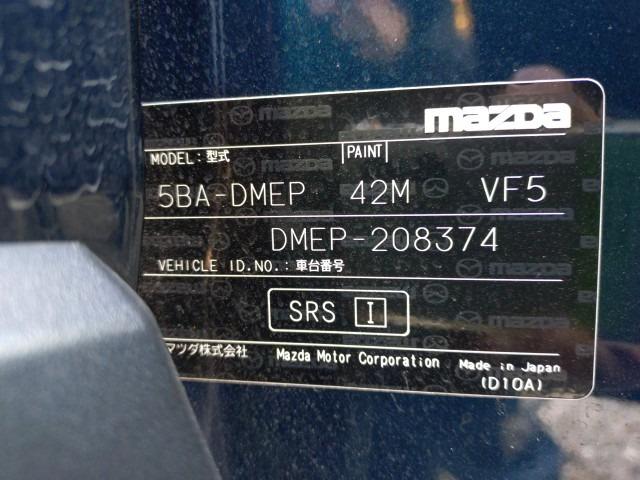 mazda
MODEL:型式 PAINT
5BA-DMEP 42M VF5
DMEP-208374
VEHICLE ID.NO.:車台番号
SRS I
マツダ株式会社 Mazda Motor Corporation Made in Japan
(D10A)